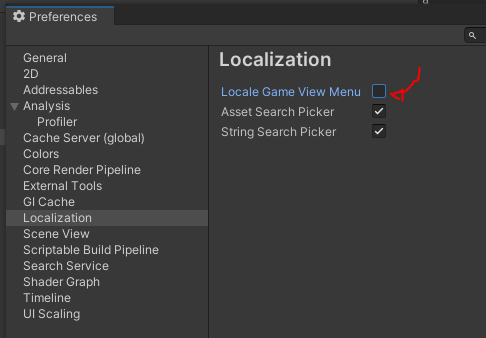 Preferences
General
2D
Addressables
Analysis
Profiler
Cache Server (global)
Colors
Core Render Pipeline
External Tools
GI Cache
Localization
Scene View
Scriptable Build Pipeline
Search Service
Shader Graph
Timeline
UI Scaling
Localization
Locale Game View Menu
Asset Search Picker
String Search Picker